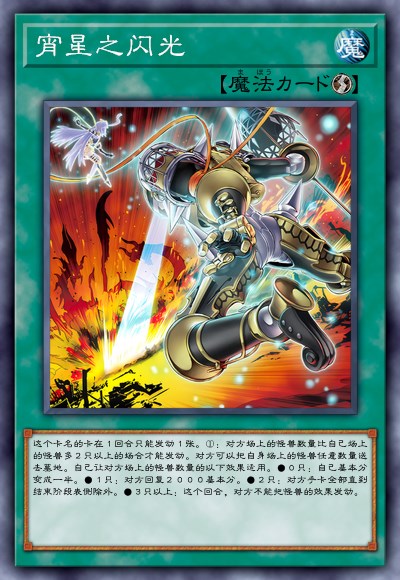 宵星之闪光
魔
【魔法カード】
まほう
这个卡名的卡在1回合只能发动1张。①：对方场上的怪兽数量比自己场上
的怪兽多2只以上的场合才能发动。对方可以把自身场上的怪兽任意数量送
去墓地。自己让对方场上的怪兽数量的以下效果适用。●0只：自己基本分
变成一半。●1只：对方回复2000基本分。●2只：对方手卡全部直到
结束阶段表侧除外。●3只以上：这个回合，对方不能把怪兽的效果发动。